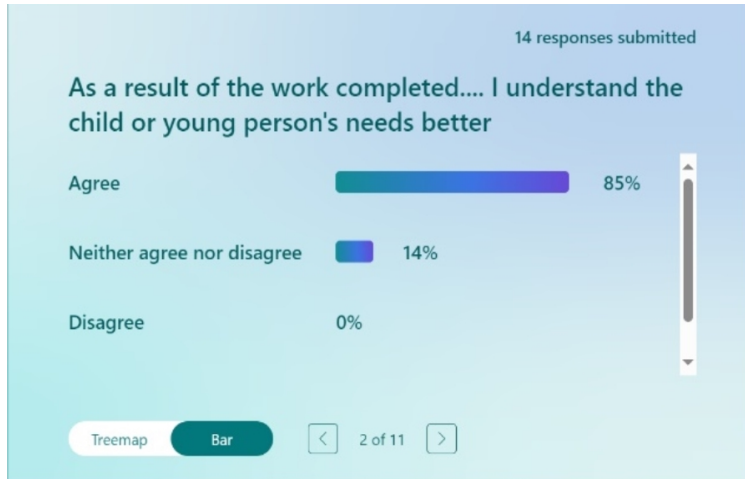 14 responses submitted
As a result of the work completed.... I understand the
child or young person's needs better
Agree 85%
Neither agree nor disagree 14%
Disagree 0%
Treemap Bar 2 of 11